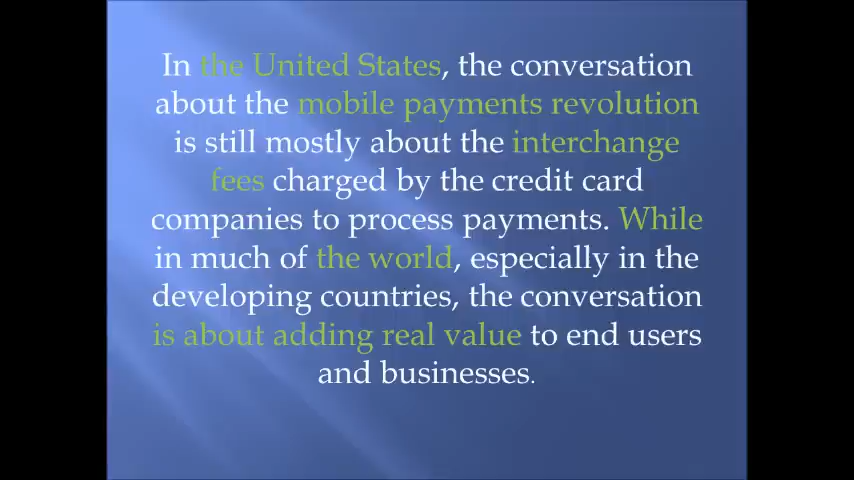 In the United States, the conversation
about the mobile payments revolution
is still mostly about the interchange
fees charged by the credit card
companies to process payments. While
in much of the world, especially in the
developing countries, the conversation
is about adding real value to end users
and businesses.